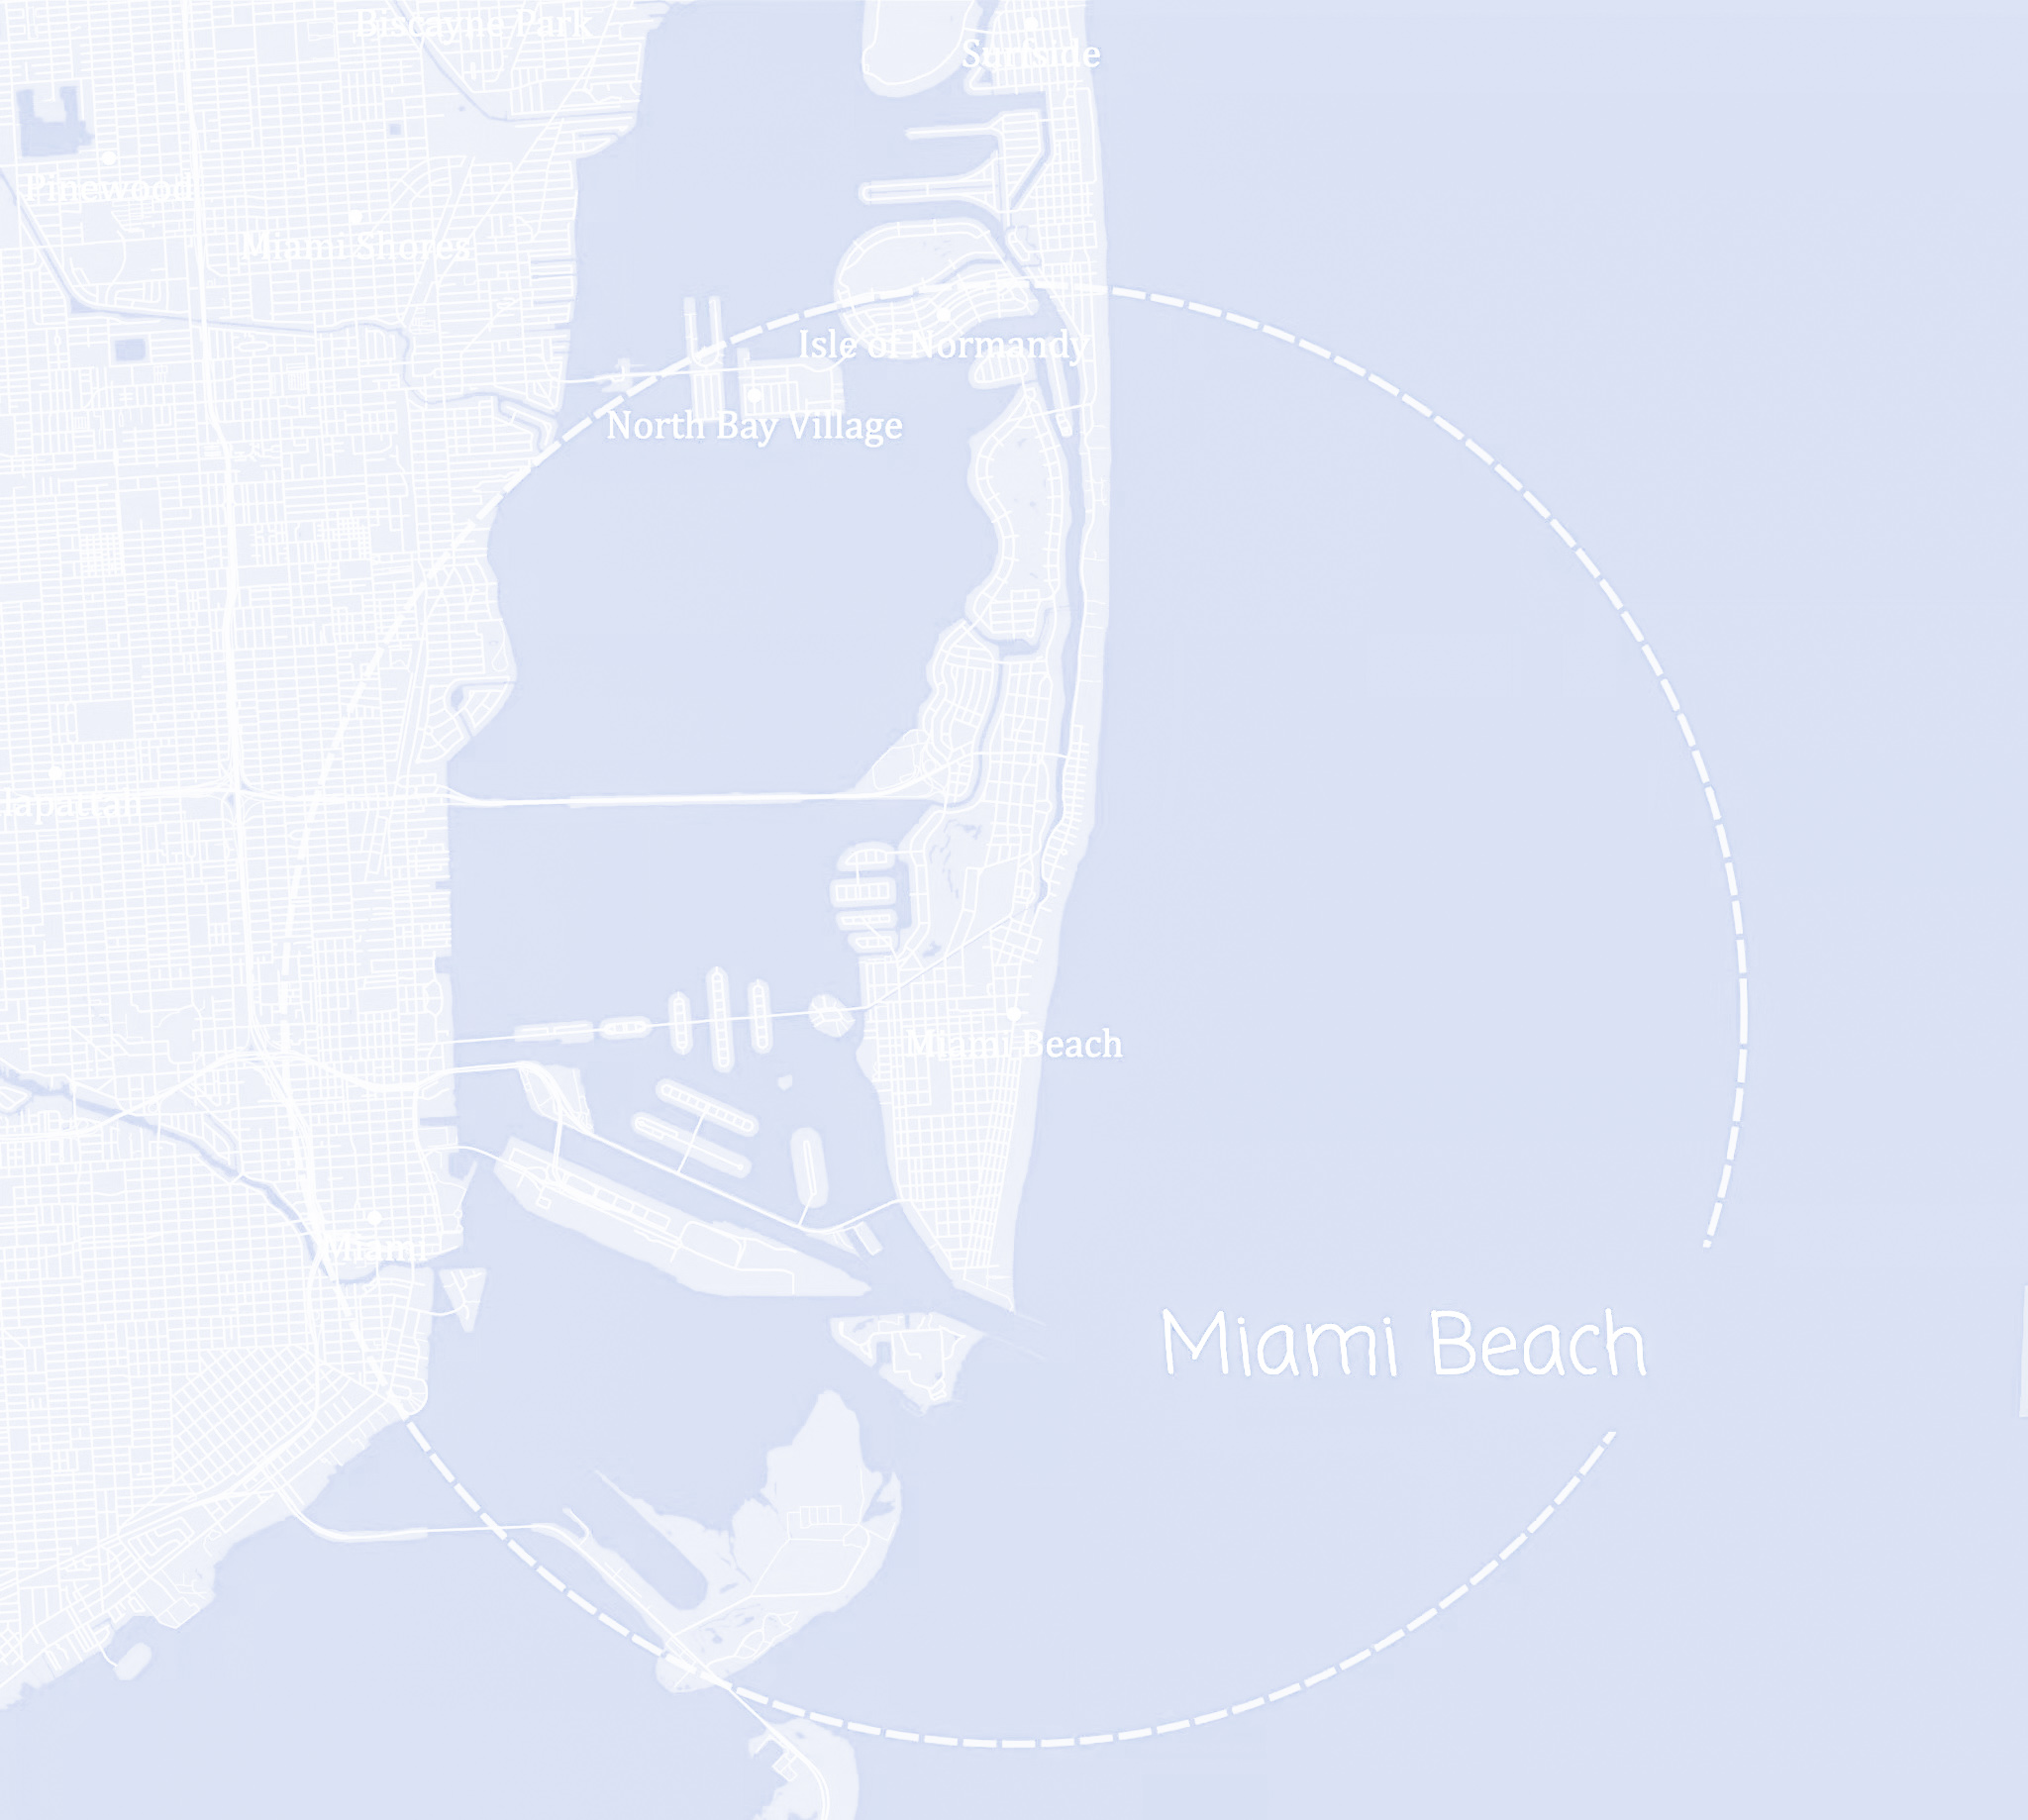 Biscayne Park
Surfside
Pinewood
Miami Shores
Isle of Normandy
North Bay Village
lapattah
Miami Beach
Miami
Miami Beach